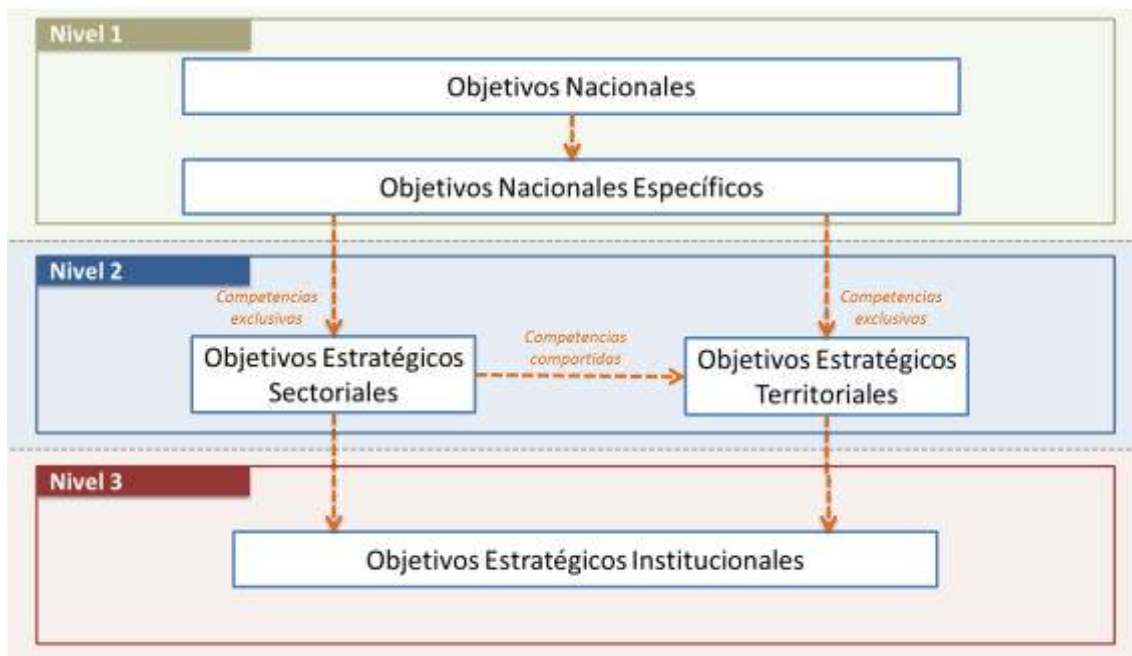 Nivel 1
Objetivos Nacionales
Objetivos Nacionales Específicos
Nivel 2
Competencias
exclusivas
Competencias
exclusivas
Competencias
compartidas
Objetivos Estratégicos
Sectoriales
Objetivos Estratégicos
Territoriales
Nivel 3
Objetivos Estratégicos Institucionales